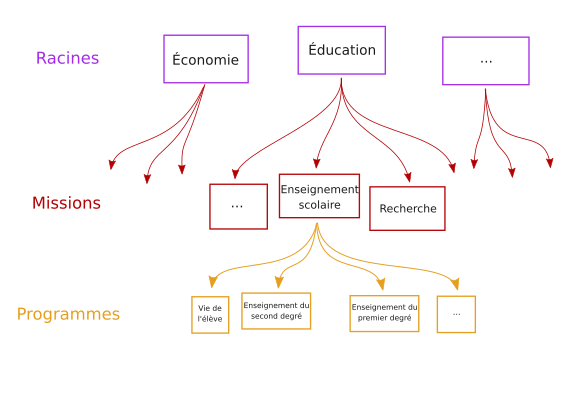 Racines
Économie
Éducation
...
Missions
...
Enseignement
scolaire
Recherche
Programmes
Vie de
l'élève
Enseignement du
second degré
Enseignement du
premier degré
...